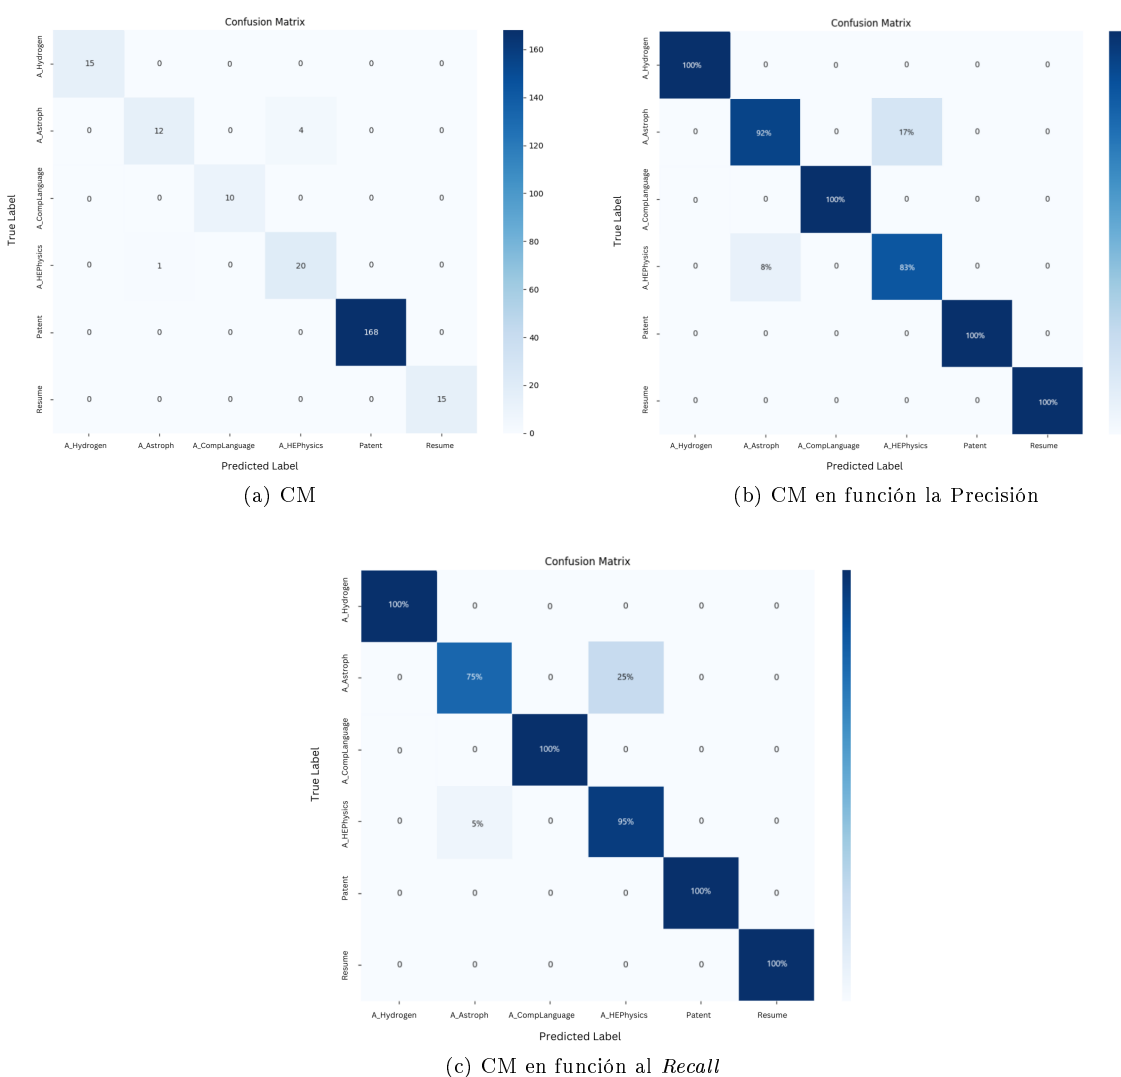 Confusion Matrix
A_Hydrogen 15 0 0 0 0 0
A_Astroph 0 12 0 4 0 0
A_CompLanguage 0 0 10 0 0 0
A_HEPhysics 0 1 0 20 0 0
Patent 0 0 0 0 168 0
Resume 0 0 0 0 0 15
A_Hydrogen A_Astroph A_CompLanguage A_HEPhysics Patent Resume
True Label
Predicted Label
160
140
120
100
80
60
40
20
0
(a) CM
Confusion Matrix
A_Hydrogen 100% 0 0 0 0 0
A_Astroph 0 92% 0 17% 0 0
A_CompLanguage 0 0 100% 0 0 0
A_HEPhysics 0 8% 0 83% 0 0
Patent 0 0 0 0 100% 0
Resume 0 0 0 0 0 100%
A_Hydrogen A_Astroph A_CompLanguage A_HEPhysics Patent Resume
True Label
Predicted Label
(b) CM en función la Precisión
Confusion Matrix
A_Hydrogen 100% 0 0 0 0 0
A_Astroph 0 75% 0 25% 0 0
A_CompLanguage 0 0 100% 0 0 0
A_HEPhysics 0 5% 0 95% 0 0
Patent 0 0 0 0 100% 0
Resume 0 0 0 0 0 100%
A_Hydrogen A_Astroph A_CompLanguage A_HEPhysics Patent Resume
True Label
Predicted Label
(c) CM en función al Recall